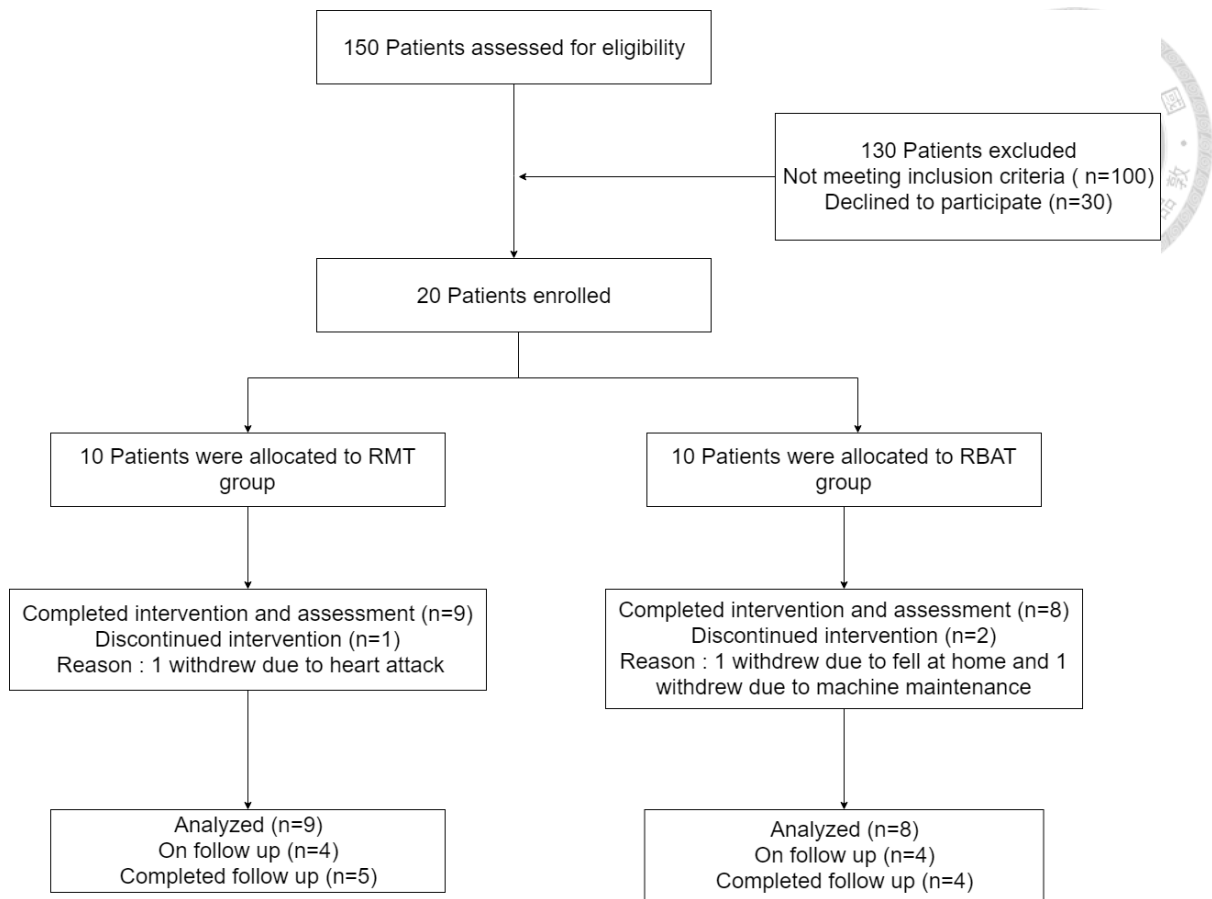 150 Patients assessed for eligibility
130 Patients excluded
Not meeting inclusion criteria ( n=100)
Declined to participate (n=30)
20 Patients enrolled
10 Patients were allocated to RMT
group
10 Patients were allocated to RBAT
group
Completed intervention and assessment (n=9)
Discontinued intervention (n=1)
Reason : 1 withdrew due to heart attack
Completed intervention and assessment (n=8)
Discontinued intervention (n=2)
Reason : 1 withdrew due to fell at home and 1
withdrew due to machine maintenance
Analyzed (n=9)
On follow up (n=4)
Completed follow up (n=5)
Analyzed (n=8)
On follow up (n=4)
Completed follow up (n=4)